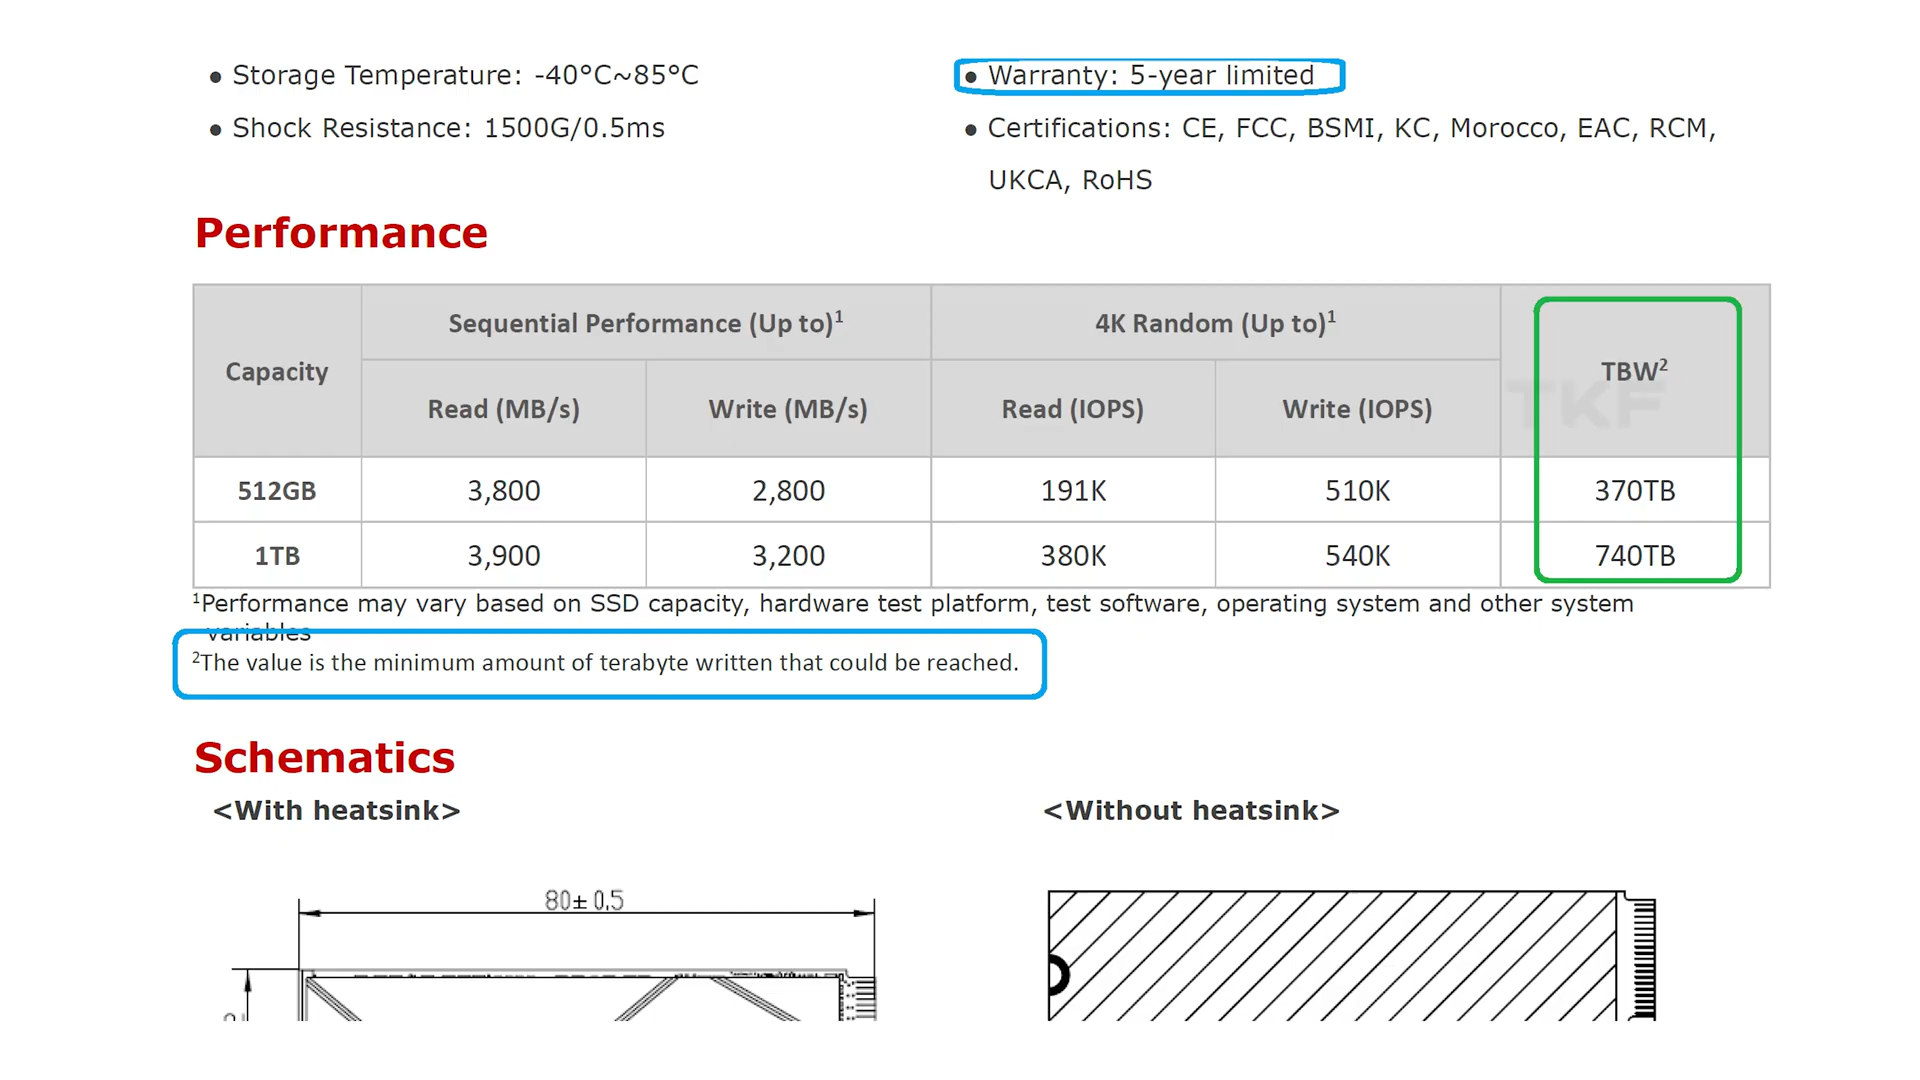 ● Storage Temperature: -40°C~85°C
● Warranty: 5-year limited
● Shock Resistance: 1500G/0.5ms
● Certifications: CE, FCC, BSMI, KC, Morocco, EAC, RCM,
UKCA, RoHS
Performance
Capacity
Sequential Performance (Up to)¹
4K Random (Up to)¹
TBW²
Read (MB/s)
Write (MB/s)
Read (IOPS)
Write (IOPS)
TKF
512GB 3,800 2,800 191K 510K 370TB
1TB 3,900 3,200 380K 540K 740TB
¹Performance may vary based on SSD capacity, hardware test platform, test software, operating system and other system
variables
²The value is the minimum amount of terabyte written that could be reached.
Schematics
<With heatsink>
<Without heatsink>
80± 0,5